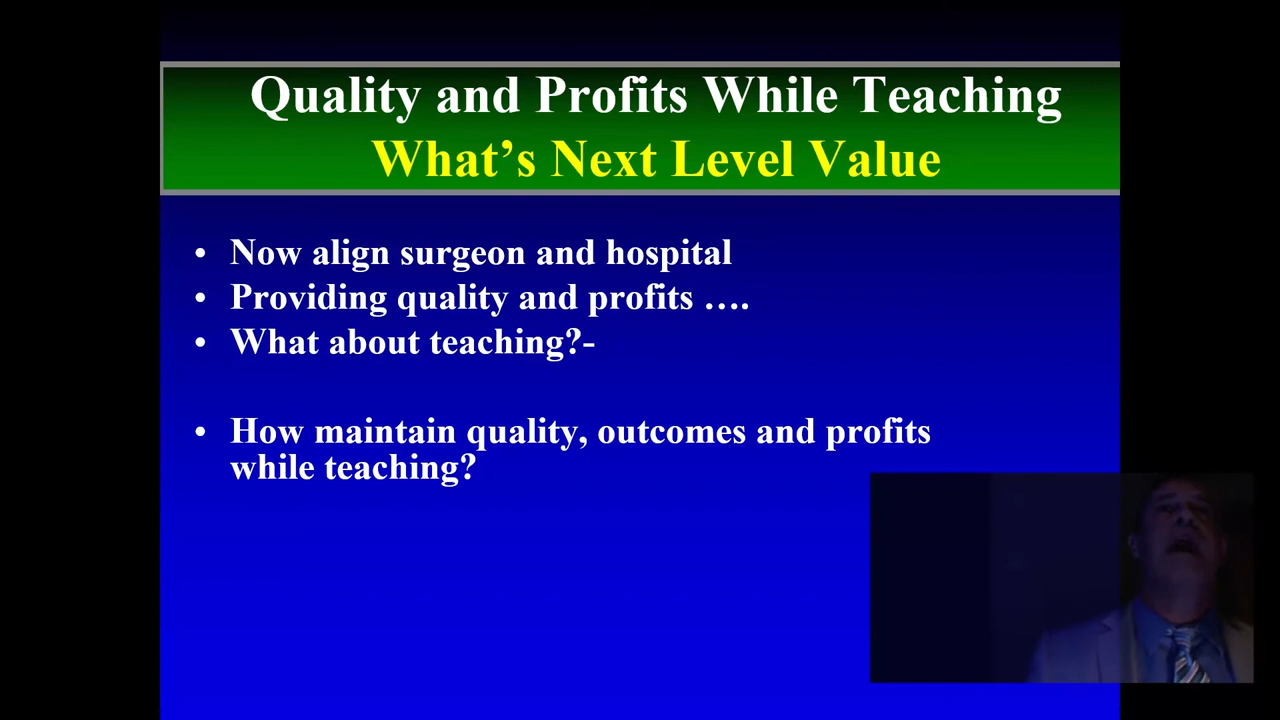 Quality and Profits While Teaching
What’s Next Level Value
• Now align surgeon and hospital
• Providing quality and profits ….
• What about teaching?-
• How maintain quality, outcomes and profits
while teaching?